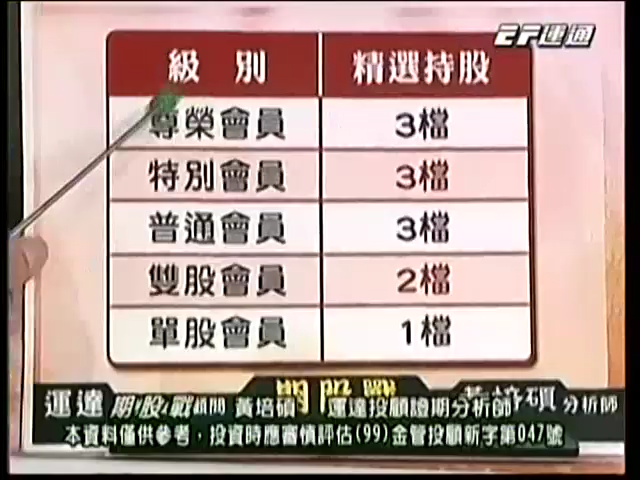 EF運通
級別 精選持股
尊榮會員 3檔
特別會員 3檔
普通會員 3檔
雙股會員 2檔
單股會員 1檔
運達 期股戰 顧問 黃培碩 運達投顧證期分析師 分析師
本資料僅供參考，投資時應審慎評估(99)金管投顧新字第047號